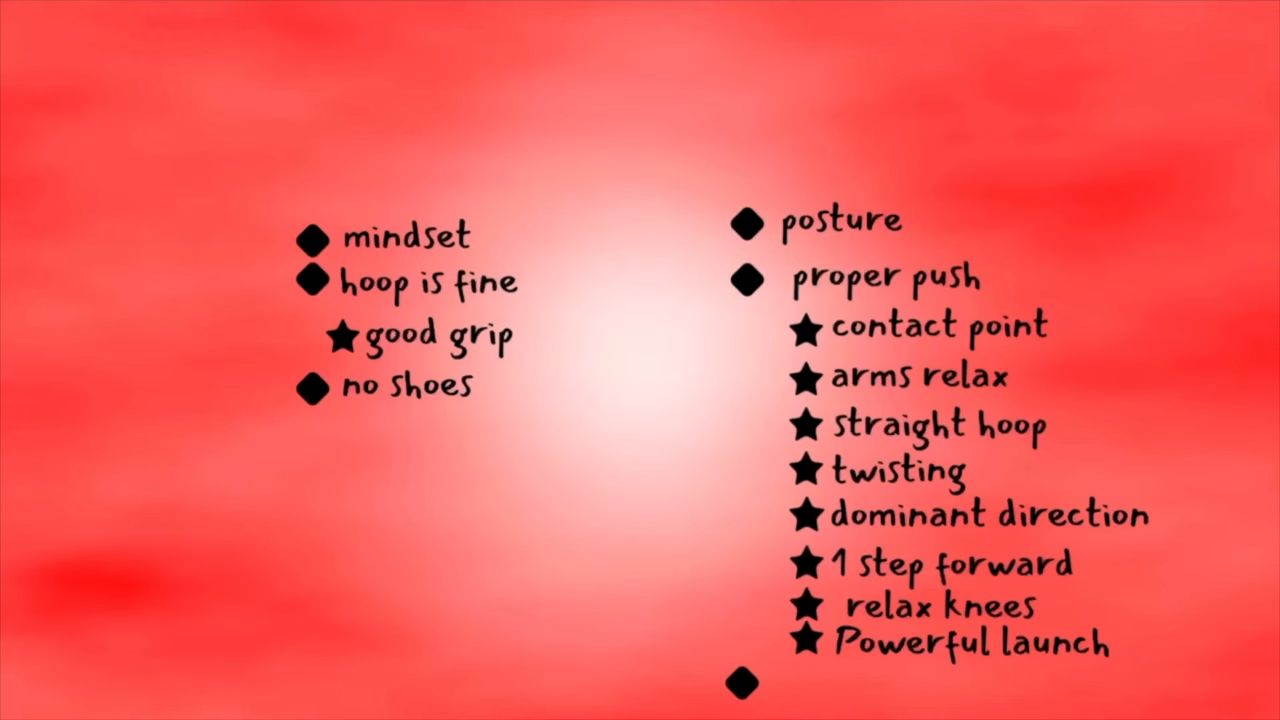 mindset
hoop is fine
good grip
no shoes
posture
proper push
contact point
arms relax
straight hoop
twisting
dominant direction
1 step forward
relax knees
Powerful launch